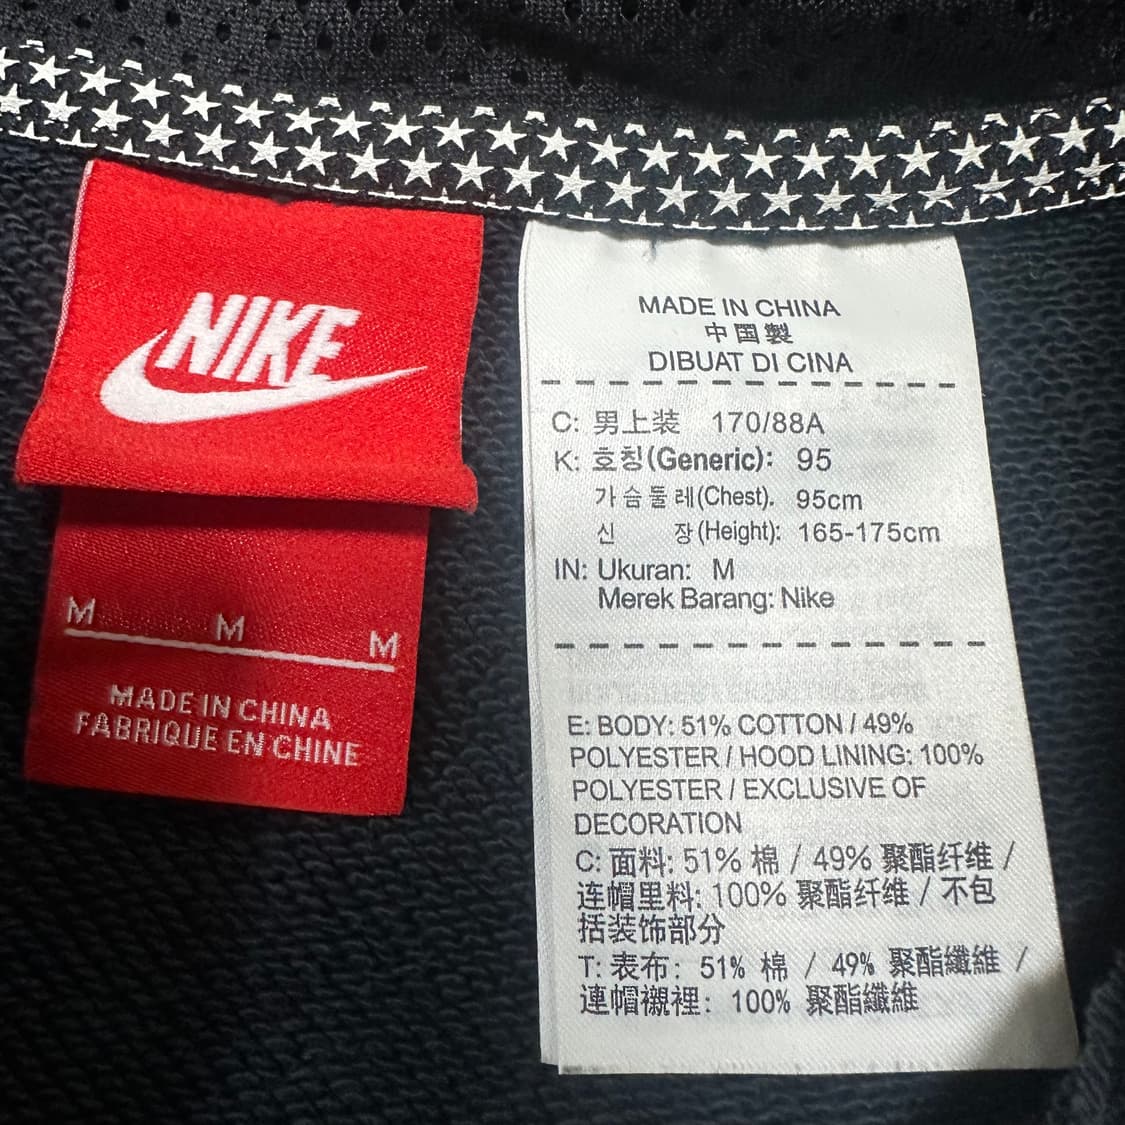 NIKE
M M M
MADE IN CHINA
FABRIQUE EN CHINE
MADE IN CHINA
中国製
DIBUAT DI CINA
C: 男上装 170/88A
K: 호칭(Generic): 95
가슴둘레(Chest). 95cm
신 장(Height): 165-175cm
IN: Ukuran: M
Merek Barang: Nike
E: BODY: 51% COTTON / 49%
POLYESTER / HOOD LINING: 100%
POLYESTER / EXCLUSIVE OF
DECORATION
C: 面料: 51% 棉 / 49% 聚酯纤维 /
连帽里料: 100% 聚酯纤维 / 不包
括装饰部分
T: 表布: 51% 棉 / 49% 聚酯纖維 /
連帽襯裡: 100% 聚酯纖維